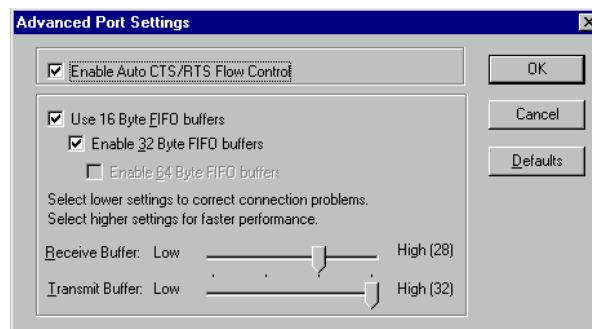 Advanced Port Settings
Enable Auto CTS/RTS Flow Control
OK
Use 16 Byte FIFO buffers
Cancel
Enable 32 Byte FIFO buffers
Defaults
Enable 64 Byte FIFO buffers
Select lower settings to correct connection problems.
Select higher settings for faster performance.
Receive Buffer: Low High (28)
Transmit Buffer: Low High (32)